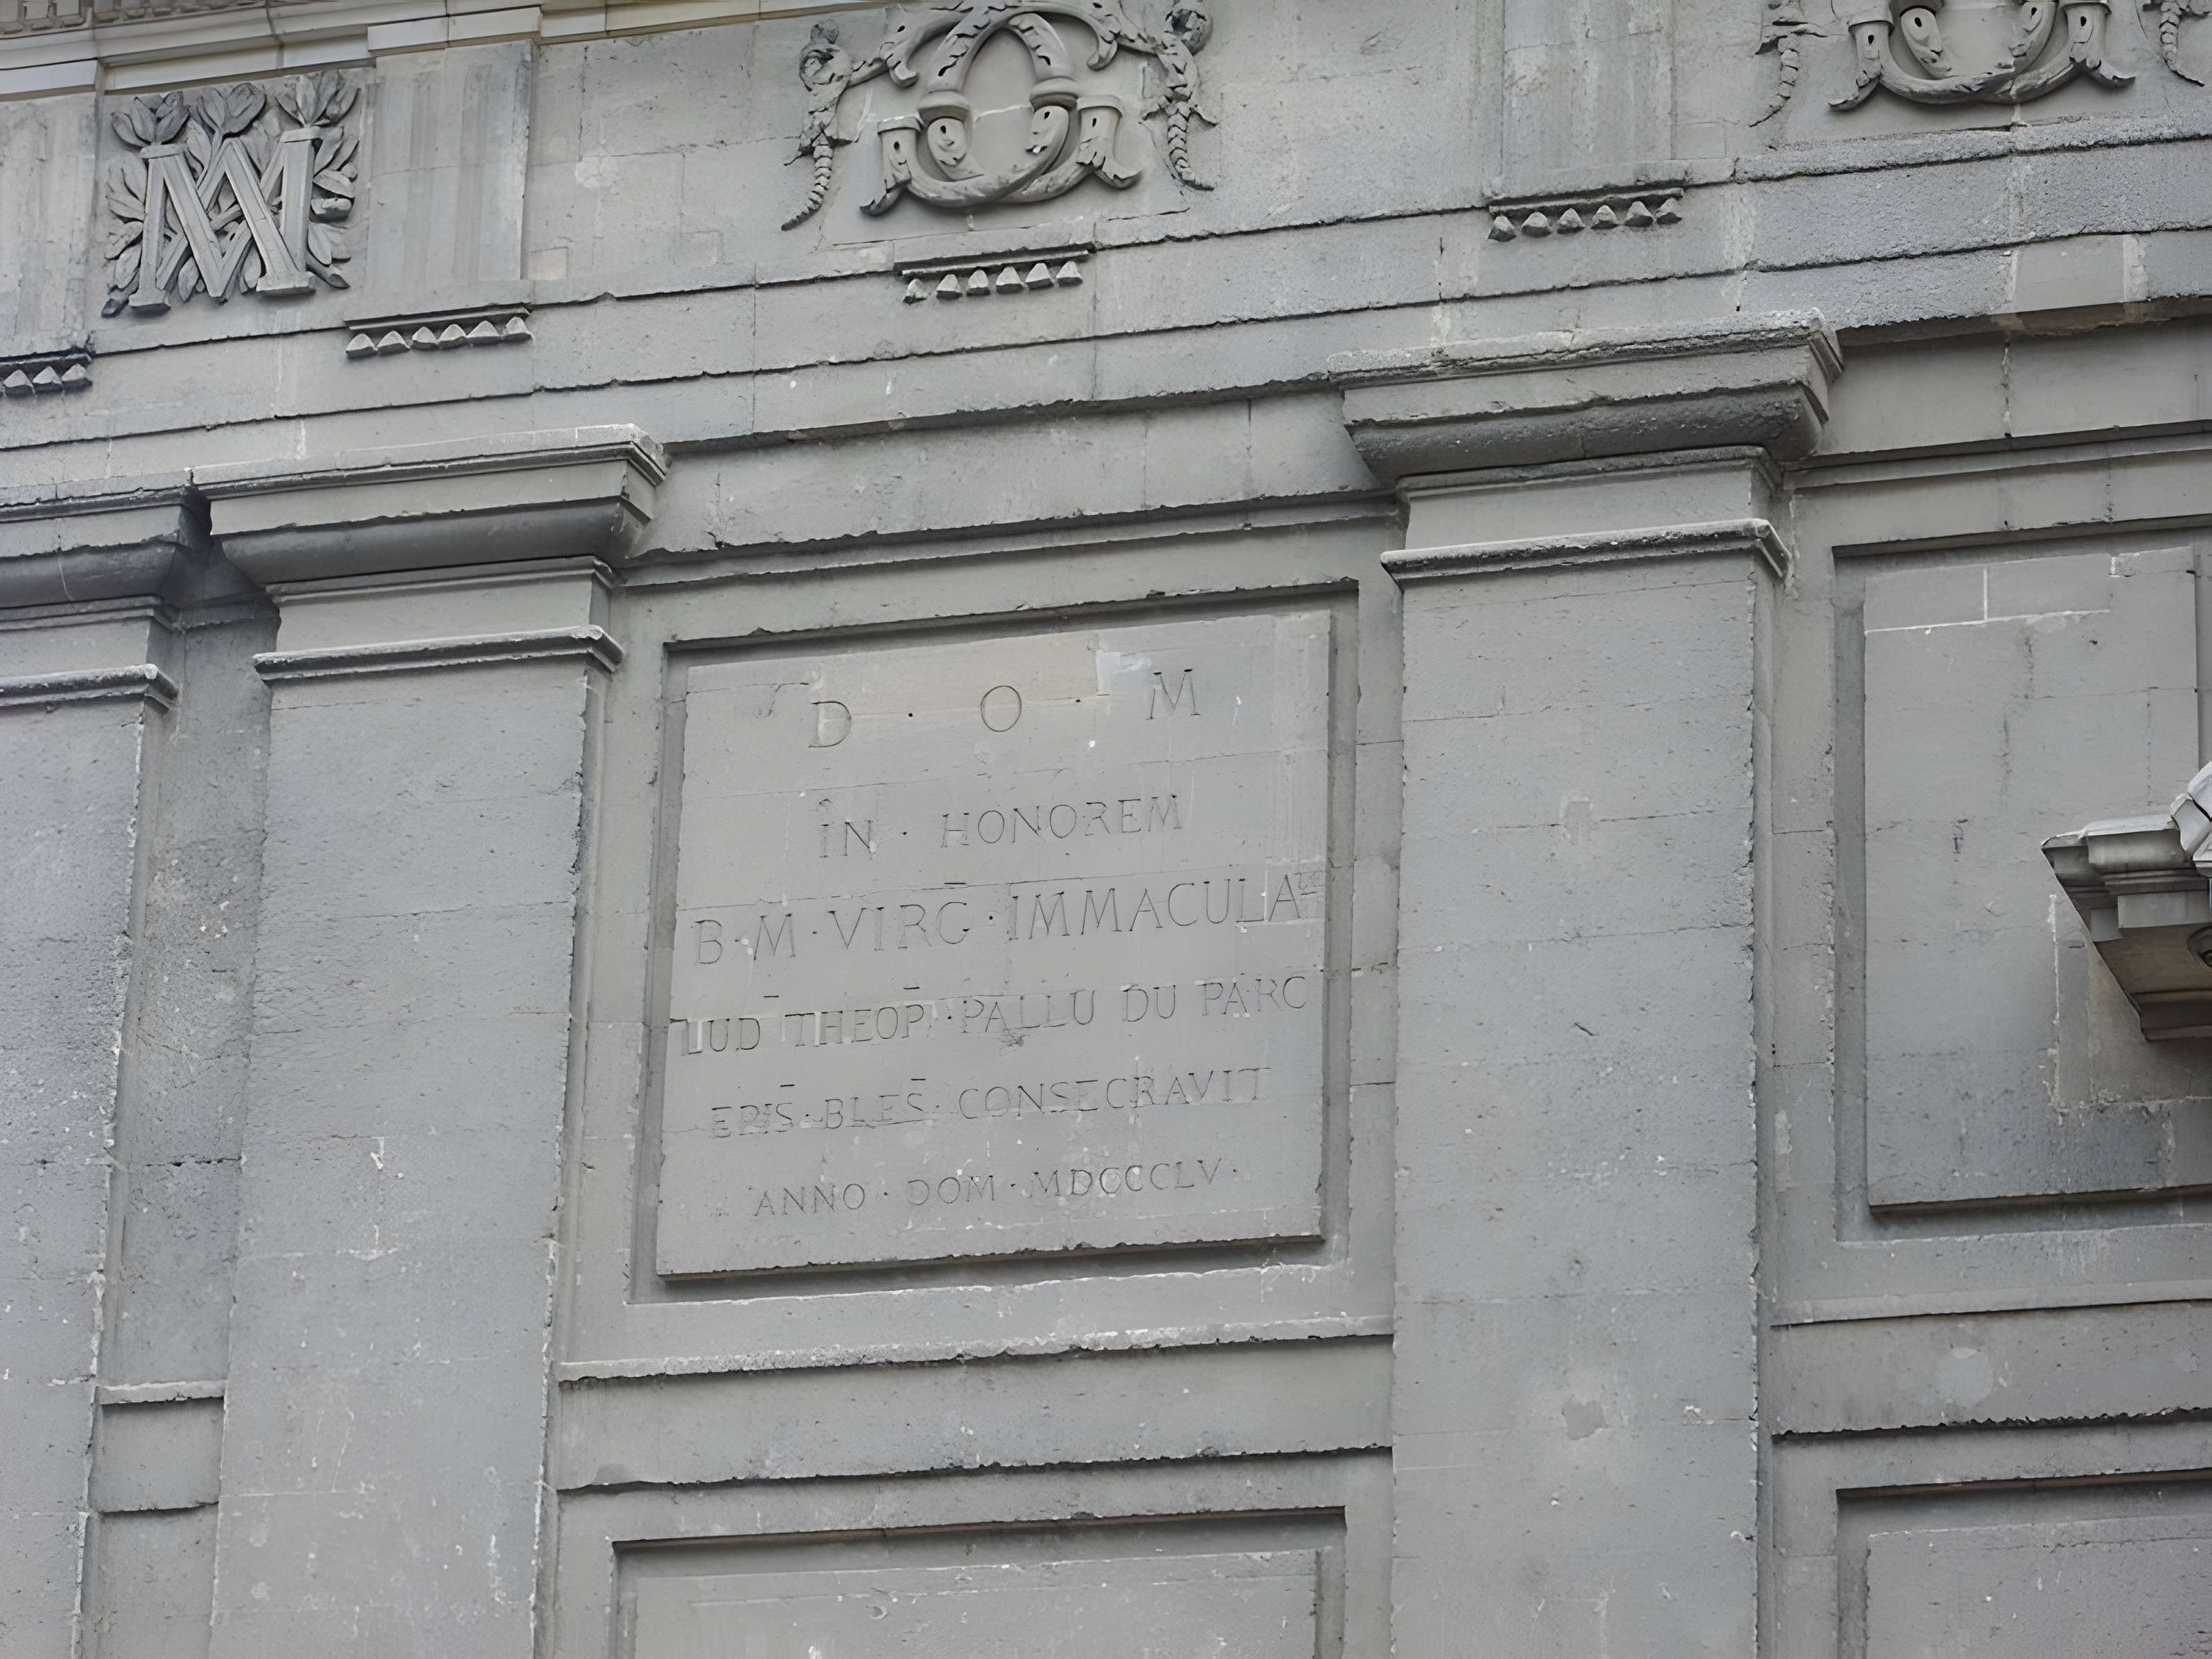 D · O M
IN · HONOREM
B · M · VIRG̅ · IMMACULA
LUD̅ THEOP̅ · PALLU DU PARC
EPIS̅ · BLES̅ · CONSECRAVIT
ANNO · DOM · MDCCCLV ·